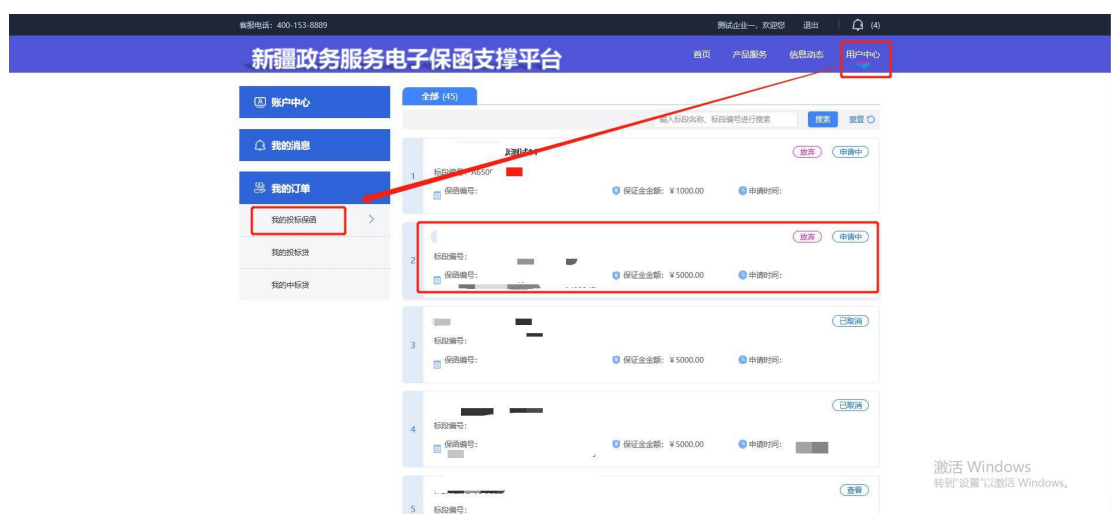 客服电话：400-153-8889
测试企业一，欢迎您 退出 (4)
新疆政务服务电子保函支撑平台
首页 产品服务 信息动态 用户中心
账户中心
我的消息
我的订单
我的投标保函
我的投标贷
我的中标贷
全部 (45)
输入标段名称、标段编号进行搜素 搜素 重置
放弃 申请中
1
标段编号：
保函编号： 保证金金额：￥1000.00 申请时间：
放弃 申请中
2
标段编号：
保函编号： 保证金金额：￥5000.00 申请时间：
已取消
3
标段编号：
保函编号： 保证金金额：￥5000.00 申请时间：
已取消
4
标段编号：
保函编号： 保证金金额：￥5000.00 申请时间：
查看
5
标段编号：
激活 Windows
转到"设置"以激活 Windows。